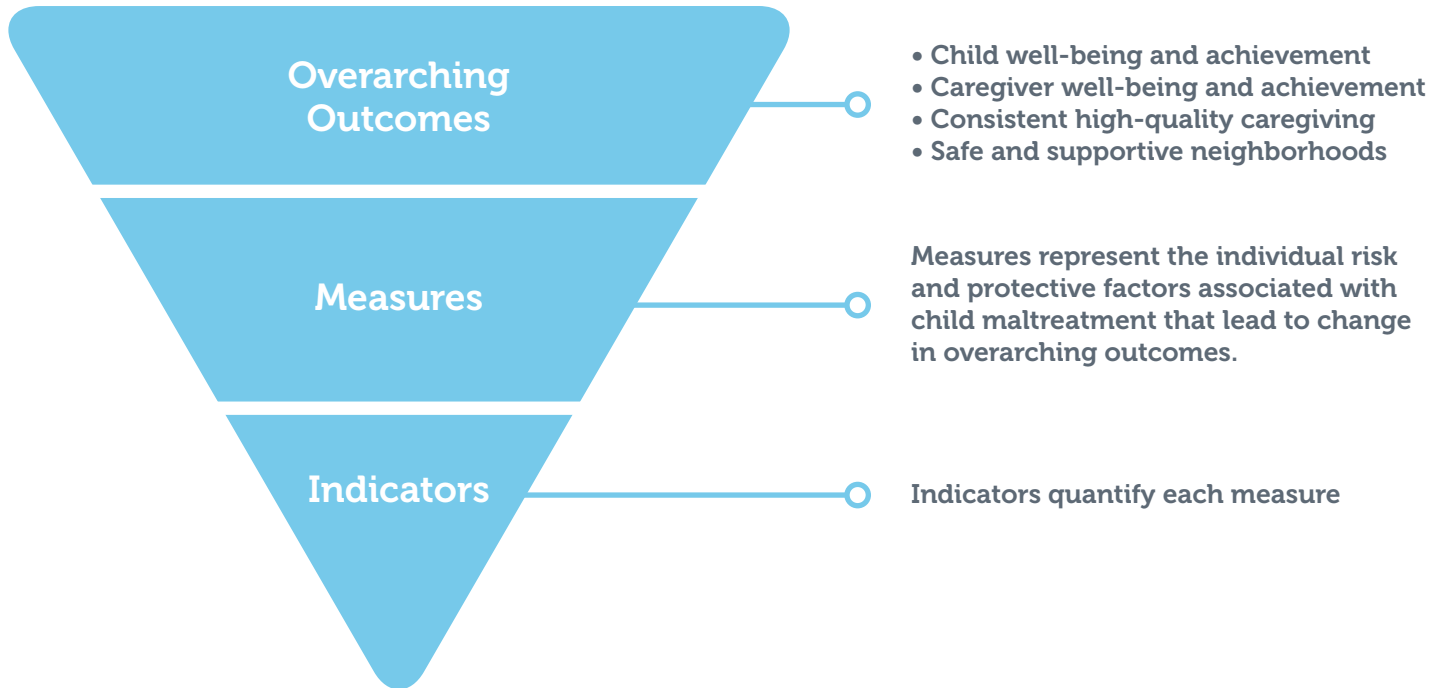 Overarching
Outcomes
• Child well-being and achievement
• Caregiver well-being and achievement
• Consistent high-quality caregiving
• Safe and supportive neighborhoods
Measures
Measures represent the individual risk
and protective factors associated with
child maltreatment that lead to change
in overarching outcomes.
Indicators
Indicators quantify each measure